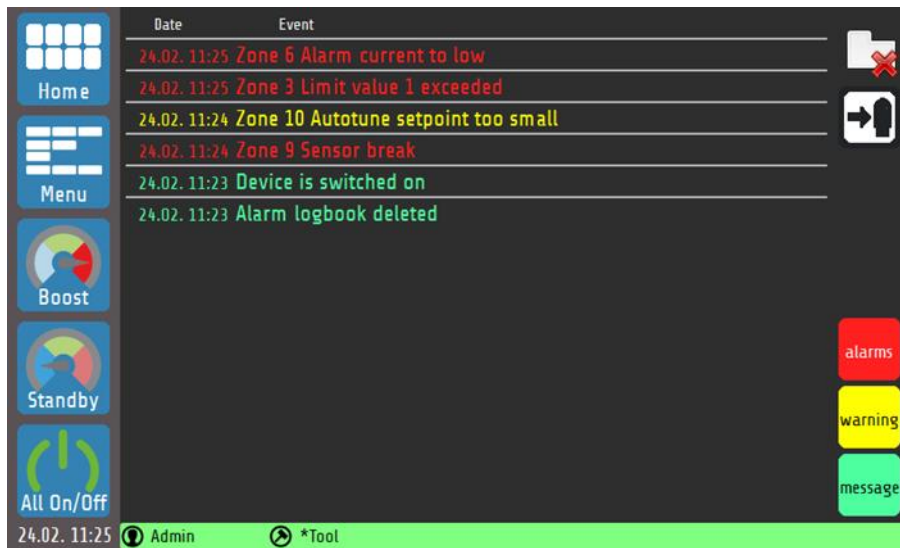 Date Event
24.02. 11:25 Zone 6 Alarm current to low
24.02. 11:25 Zone 3 Limit value 1 exceeded
24.02. 11:24 Zone 10 Autotune setpoint too small
24.02. 11:24 Zone 9 Sensor break
24.02. 11:23 Device is switched on
24.02. 11:23 Alarm logbook deleted
Home
Menu
Boost
Standby
All On/Off
24.02. 11:25
alarms
warning
message
Admin *Tool